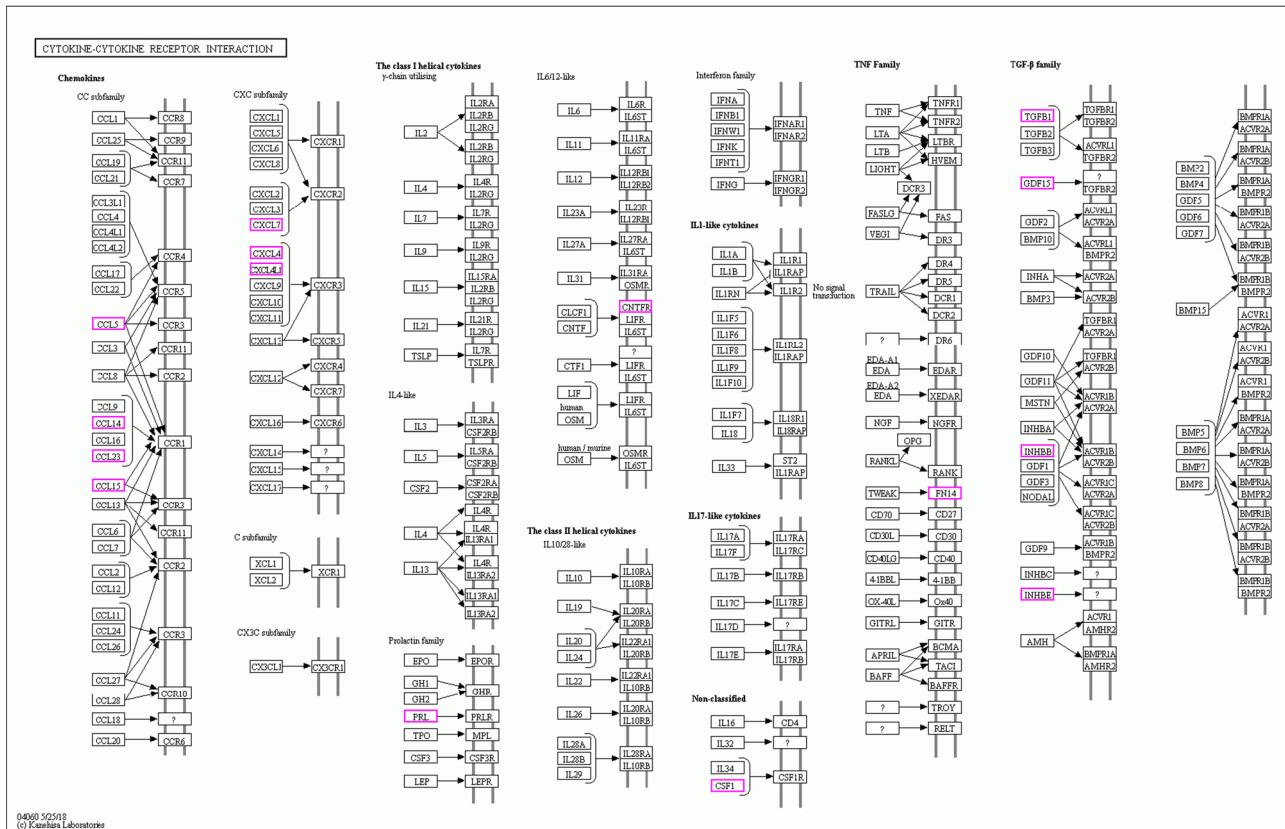 CYTOKINE-CYTOKINE RECEPTOR INTERACTION
Chemokines
CC subfamily
CCL1
CCR8
CCL25
CCR9
CCR11
CCL19
CCL21
CCR7
CCL3L1
CCL4
CCL4L1
CCL4L2
CCR4
CCL17
CCL22
CCR5
CCL5
CCR3
CCL3
CCR11
CCL8
CCR2
CCL9
CCL14
CCL16
CCL23
CCR1
CCL15
CCL13
CCR3
CCL6
CCL7
CCR11
CCR2
CCL2
CCL12
CCL11
CCL24
CCL26
CCR3
CCL27
CCL28
CCR10
CCL18
?
CCL20
CCR6
CXC subfamily
CXCL1
CXCL5
CXCL6
CXCL8
CXCR1
CXCL2
CXCL3
CXCL7
CXCR2
CXCL4
CXCL4L1
CXCL9
CXCL10
CXCL11
CXCR3
CXCL13
CXCR5
CXCR4
CXCL12
CXCR7
CXCL16
CXCR6
CXCL14
?
CXCL15
?
CXCL17
?
C subfamily
XCL1
XCL2
XCR1
CX3C subfamily
CX3CL1
CX3CR1
The class I helical cytokines
γ-chain utilising
IL2
IL2RA
IL2RB
IL2RG
IL2RB
IL2RG
IL4
IL4R
IL2RG
IL7
IL7R
IL2RG
IL9
IL9R
IL2RG
IL15
IL15RA
IL2RB
IL2RG
IL21
IL21R
IL2RG
TSLP
IL7R
TSLPR
IL4-like
IL3
IL3RA
CSF2RB
IL5
IL5RA
CSF2RB
CSF2
CSF2RA
CSF2RB
IL4
IL4R
IL4R
IL13RA1
IL13
IL4R
IL13RA2
IL13RA1
IL13RA2
Prolactin family
EPO
EPOR
GH1
GH2
GHR
PRL
PRLR
TPO
MPL
CSF3
CSF3R
LEP
LEPR
IL6/12-like
IL6
IL6R
IL6ST
IL11
IL11RA
IL6ST
IL12
IL12RB1
IL12RB2
IL23A
IL23R
IL12RB1
IL27A
IL27RA
IL6ST
IL31
IL31RA
OSMR
CLCF1
CNTF
CNTFR
LIFR
IL6ST
CTF1
?
LIFR
IL6ST
LIF
human
OSM
LIFR
IL6ST
human / murine
OSM
OSMR
IL6ST
The class II helical cytokines
IL10/28-like
IL10
IL10RA
IL10RB
IL19
IL20RA
IL20RB
IL20
IL24
IL22RA1
IL20RB
IL22
IL22RA1
IL10RB
IL26
IL20RA
IL10RB
IL28A
IL28B
IL29
IL28RA
IL10RB
Interferon family
IFNA
IFNB1
IFNW1
IFNK
IFNT1
IFNAR1
IFNAR2
IFNG
IFNGR1
IFNGR2
IL1-like cytokines
IL1A
IL1B
IL1R1
IL1RAP
IL1RN
IL1R2
No signal
transduction
IL1F5
IL1F6
IL1F8
IL1F9
IL1F10
IL1RL2
IL1RAP
IL1F7
IL18
IL18R1
IL18RAP
IL33
ST2
IL1RAP
IL17-like cytokines
IL17A
IL17F
IL17RA
IL17RC
IL17B
IL17RB
IL17C
IL17RE
IL17D
?
IL17E
IL17RA
IL17RB
Non-classified
IL16
CD4
IL32
?
IL34
CSF1
CSF1R
TNF Family
TNF
TNFR1
TNFR2
LTA
LTB
LTBR
LIGHT
HVEM
DCR3
FASLG
FAS
VEGI
DR3
TRAIL
DR4
DR5
DCR1
DCR2
?
DR6
EDA-A1
EDA
EDAR
EDA-A2
EDA
XEDAR
NGF
NGFR
OPG
RANKL
RANK
TWEAK
FN14
CD70
CD27
CD30L
CD30
CD40LG
CD40
4-1BBL
4-1BB
OX-40L
Ox40
GITRL
GITR
APRIL
BCMA
TACI
BAFF
BAFFR
?
TROY
?
RELT
TGF-β family
TGFB1
TGFB2
TGFB3
TGFBR1
TGFBR2
ACVRL1
TGFBR2
GDF15
?
TGFBR2
GDF2
BMP10
ACVRL1
ACVR2A
ACVRL1
BMPR2
INHA
ACVR2A
BMP3
ACVR2B
TGFBR1
ACVR2A
GDF10
TGFBR1
ACVR2B
GDF11
MSTN
ACVR1B
ACVR2A
INHBA
INHBB
ACVR1B
ACVR2B
GDF1
GDF3
NODAL
ACVR1C
ACVR2A
ACVR1C
ACVR2B
GDF9
ACVR1B
BMPR2
INHBC
?
INHBE
?
AMH
ACVR1
AMHR2
BMPR1A
AMHR2
BMP2
BMP4
GDF5
GDF6
GDF7
BMPR1A
ACVR2A
BMPR1A
ACVR2B
BMPR1A
BMPR2
BMPR1B
ACVR2A
BMPR1B
ACVR2B
BMPR1B
BMPR2
BMP15
ACVR1
ACVR2A
ACVR1
ACVR2B
ACVR1
BMPR2
BMP5
BMP6
BMP7
BMP8
BMPR1A
ACVR2A
BMPR1A
ACVR2B
BMPR1A
BMPR2
BMPR1B
ACVR2A
BMPR1B
ACVR2B
BMPR1B
BMPR2
04060 5/25/18
(c) Kanehisa Laboratories